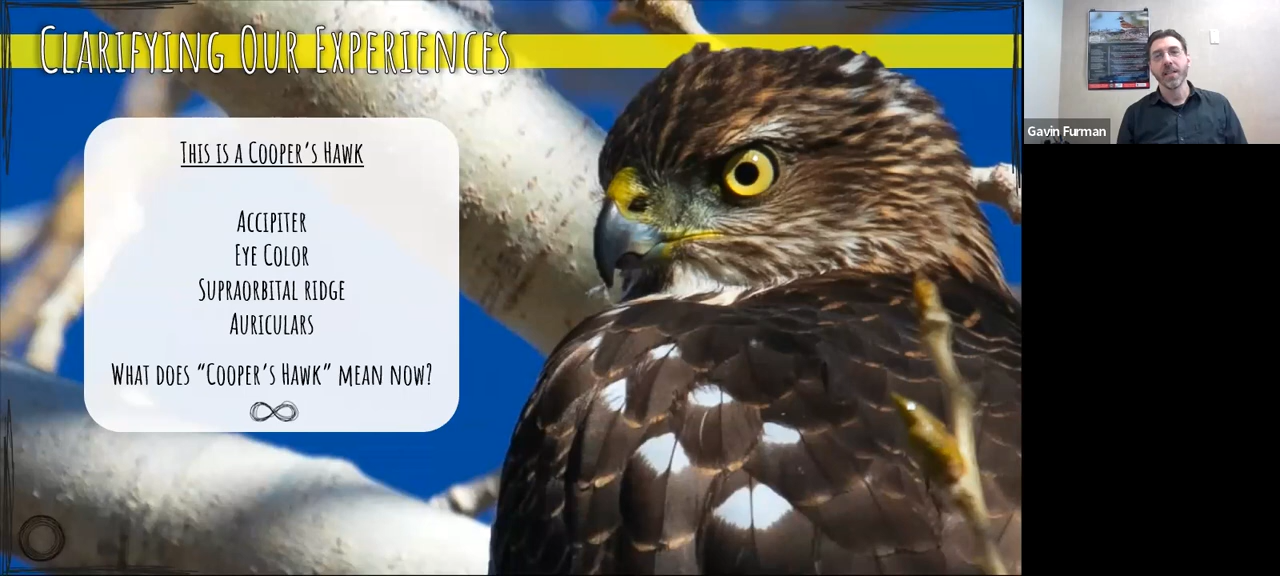 Clarifying Our Experiences
This is a Cooper's Hawk
Accipiter
Eye Color
Supraorbital ridge
Auriculars
What does “Cooper's Hawk” mean now?
Gavin Furman